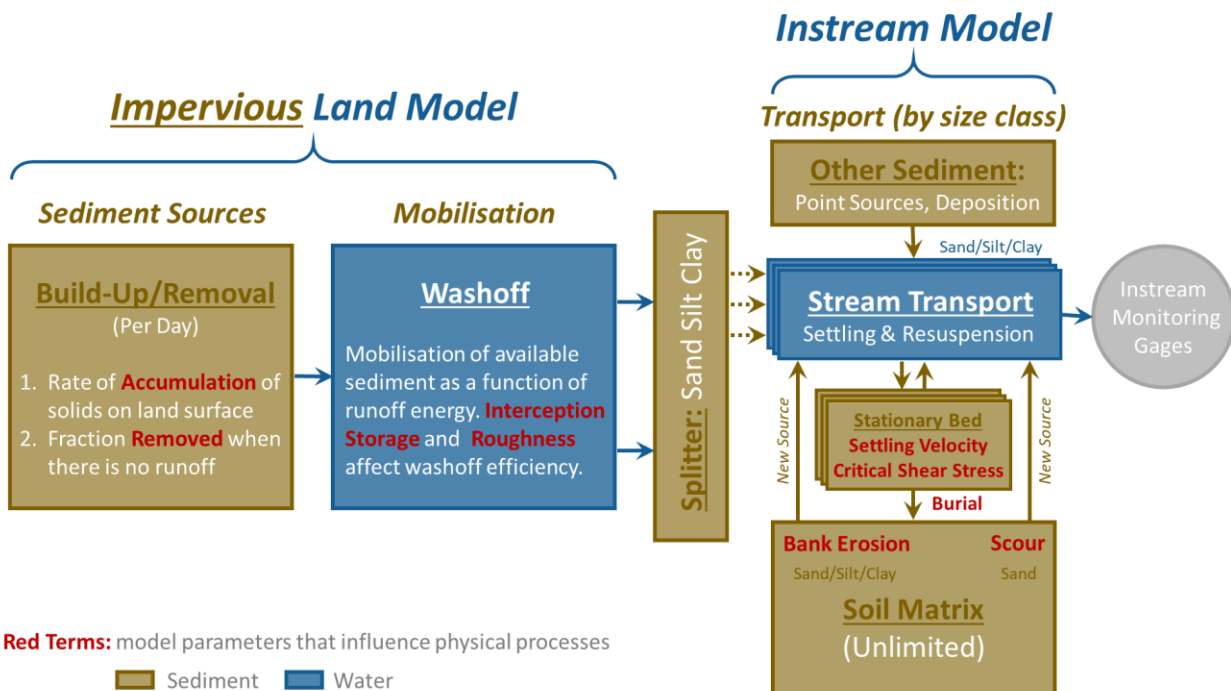 Instream Model
Impervious Land Model
Transport (by size class)
Sediment Sources
Mobilisation
Other Sediment:
Point Sources, Deposition
Sand/Silt/Clay
Build-Up/Removal
(Per Day)
1. Rate of Accumulation of
solids on land surface
2. Fraction Removed when
there is no runoff
Washoff
Mobilisation of available
sediment as a function of
runoff energy. Interception
Storage and Roughness
affect washoff efficiency.
Splitter: Sand Silt Clay
Stream Transport
Settling & Resuspension
Instream
Monitoring
Gages
New Source
Stationary Bed
Settling Velocity
Critical Shear Stress
New Source
Burial
Bank Erosion
Sand/Silt/Clay
Scour
Sand
Soil Matrix
(Unlimited)
Red Terms: model parameters that influence physical processes
Sediment
Water